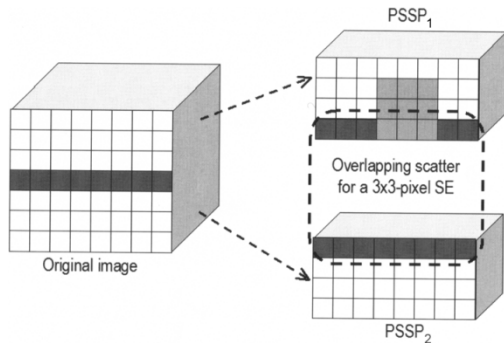 PSSP1
Overlapping scatter
for a 3x3-pixel SE
Original image
PSSP2